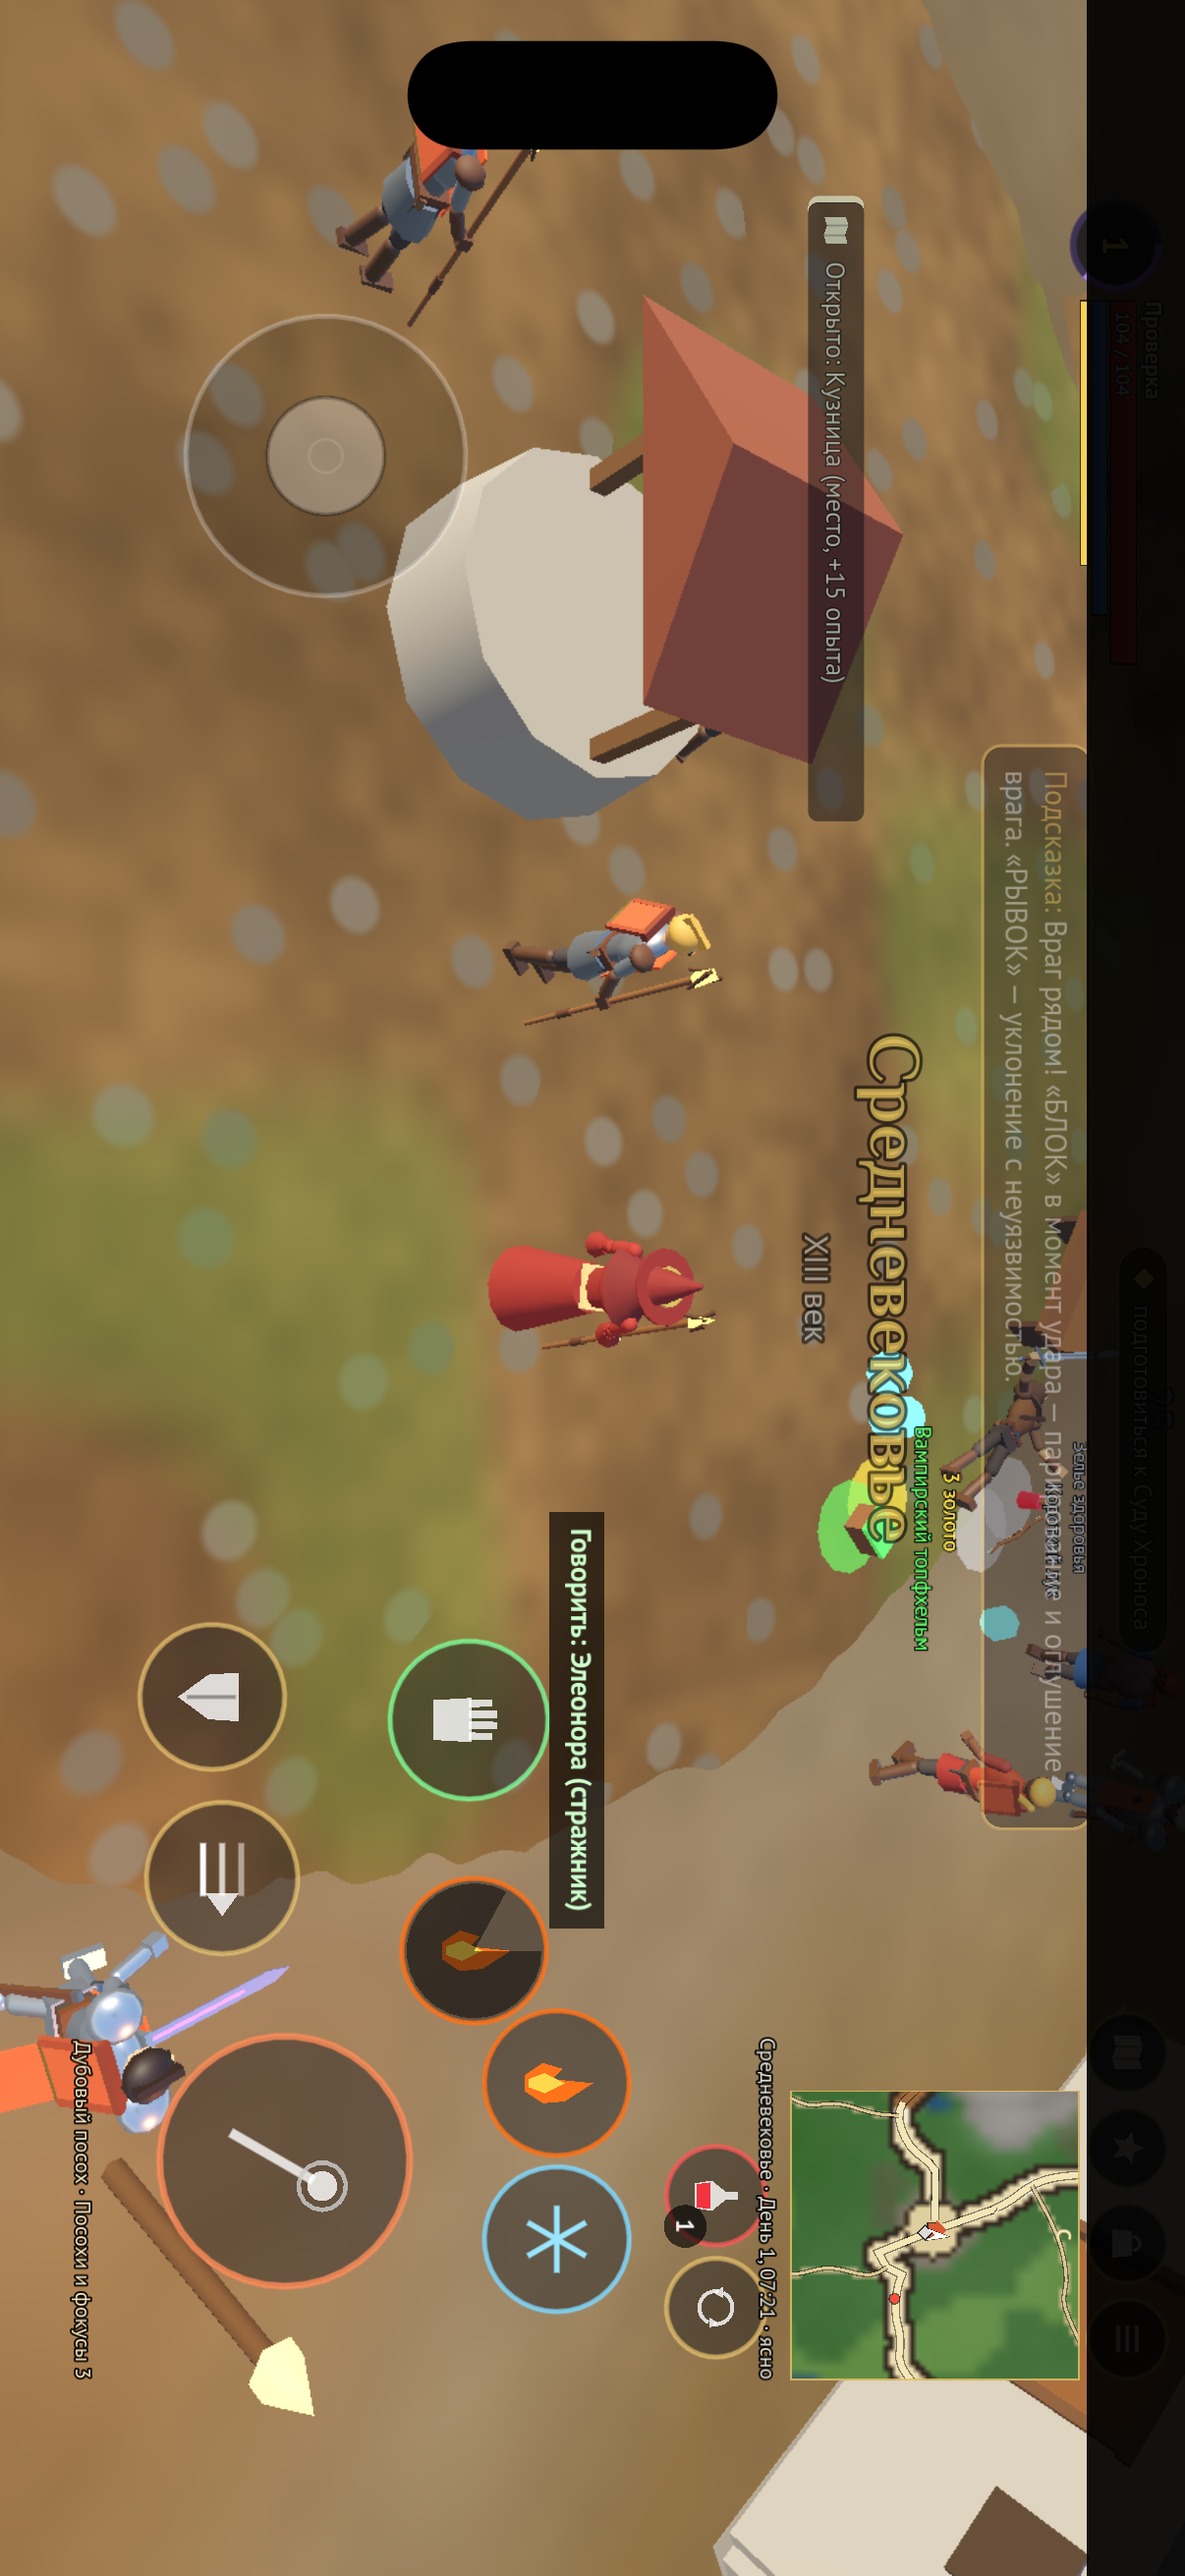 1
Проверка
104 / 104
◆ подготовиться к Суду Хроноса
Подсказка: Враг рядом! «БЛОК» в момент удара — парирование и оглушение
врага. «РЫВОК» — уклонение с неуязвимостью.
Зелье здоровья
3 золото
Вампирский топфхельм
Средневековье
XIII век
Открыто: Кузница (место, +15 опыта)
С
Средневековье · День 1, 07:21 · ясно
1
Говорить: Элеонора (стражник)
Дубовый посох · Посохи и фокусы 3